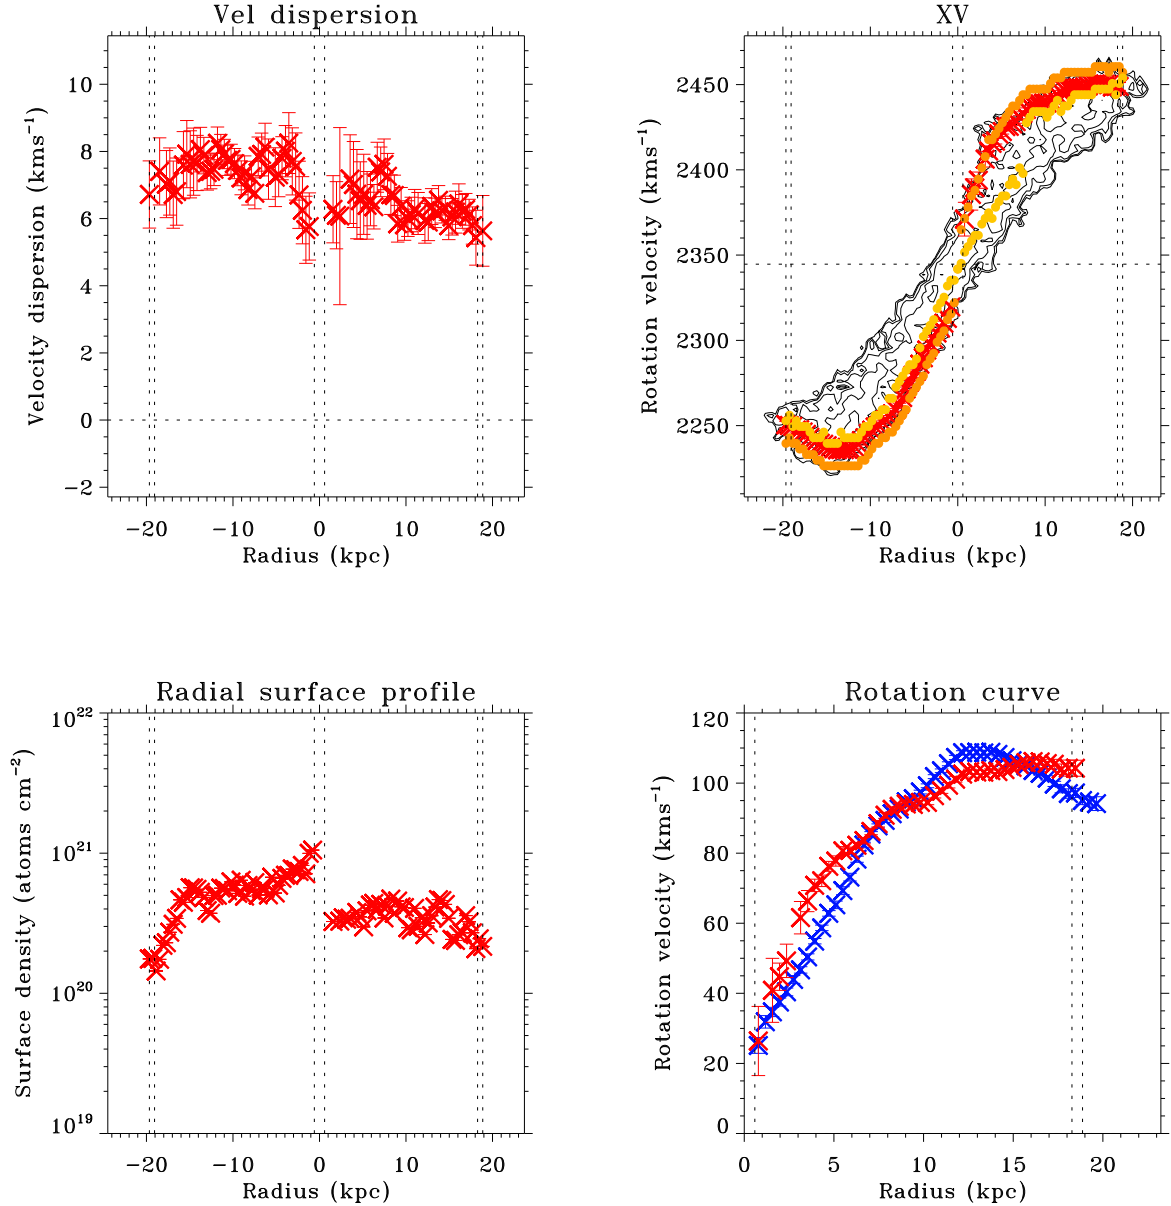 Vel dispersion
XV
Velocity dispersion (kms⁻¹)
10
8
6
4
2
0
−2
−20 −10 0 10 20
Radius (kpc)
Rotation velocity (kms⁻¹)
2450
2400
2350
2300
2250
−20 −10 0 10 20
Radius (kpc)
Radial surface profile
Rotation curve
Surface density (atoms cm⁻²)
10²²
10²¹
10²⁰
10¹⁹
−20 −10 0 10 20
Radius (kpc)
Rotation velocity (kms⁻¹)
120
100
80
60
40
20
0
0 5 10 15 20
Radius (kpc)